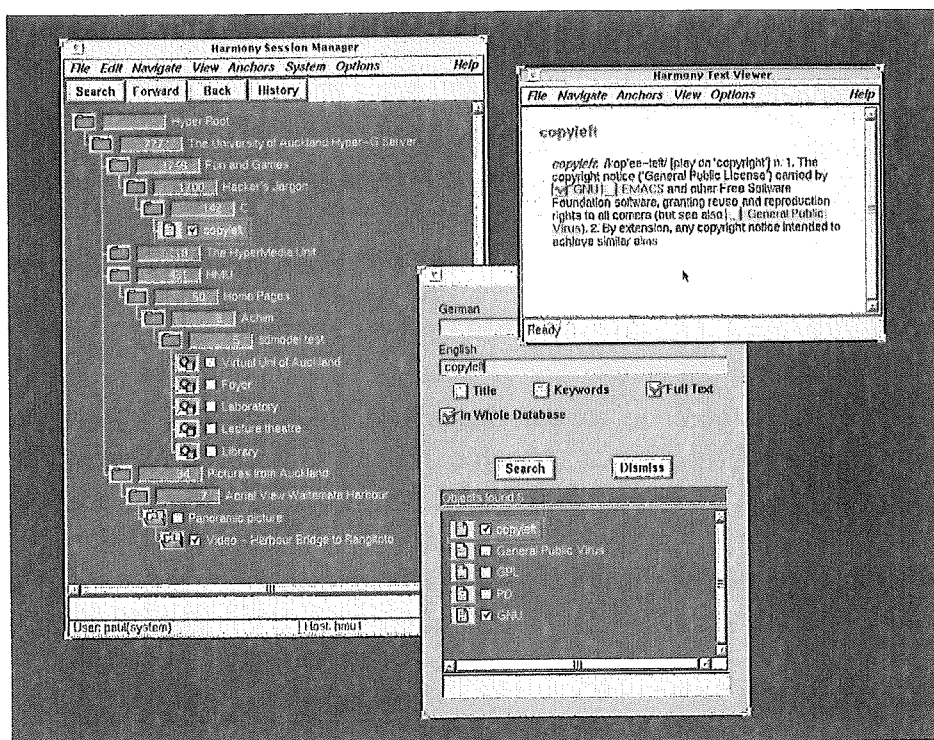 Harmony Session Manager
File Edit Navigate View Anchors System Options Help
Search Forward Back History
Hyper Root
The University of Auckland Hyper-G Server
Fun and Games
1700 Hacker's Jargon
142 C
copyleft
The HyperMedia Unit
HMU
50 Home Pages
Achim
5 sdmodel test
Virtual Uni of Auckland
Foyer
Laboratory
Lecture theatre
Library
34 Pictures from Auckland
7 Aerial View Waitemate Harbour
Panoramic picture
Video - Harbour Bridge to Rangitoto
User: paul(system) Host: hmu1
Harmony Text Viewer
File Navigate Anchors View Options Help
copyleft
copyleft. /kop'ee-left/ [play on 'copyright'] n. 1. The
copyright notice ('General Public License') carried by
GNU EMACS and other Free Software
Foundation software, granting reuse and reproduction
rights to all comers (but see also General Public
Virus). 2. By extension, any copyright notice intended to
achieve similar aims
Ready
German
English
copyleft
Title Keywords Full Text
In Whole Database
Search Dismiss
Objects found 5
copyleft
General Public Virus
GPL
PD
GNU